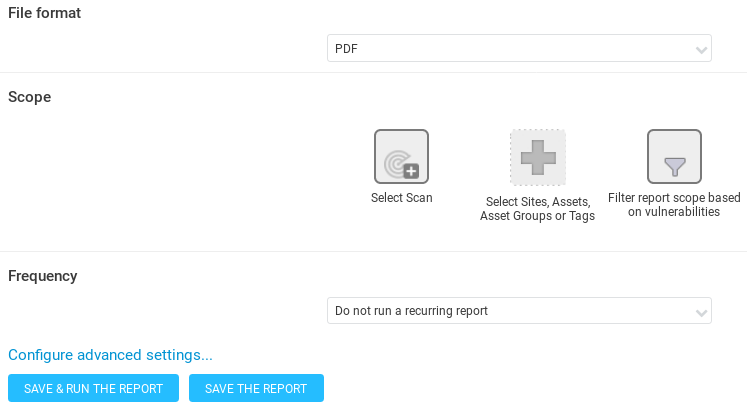 File format
PDF
Scope
Select Scan
Select Sites, Assets,
Asset Groups or Tags
Filter report scope based
on vulnerabilities
Frequency
Do not run a recurring report
Configure advanced settings...
SAVE & RUN THE REPORT
SAVE THE REPORT